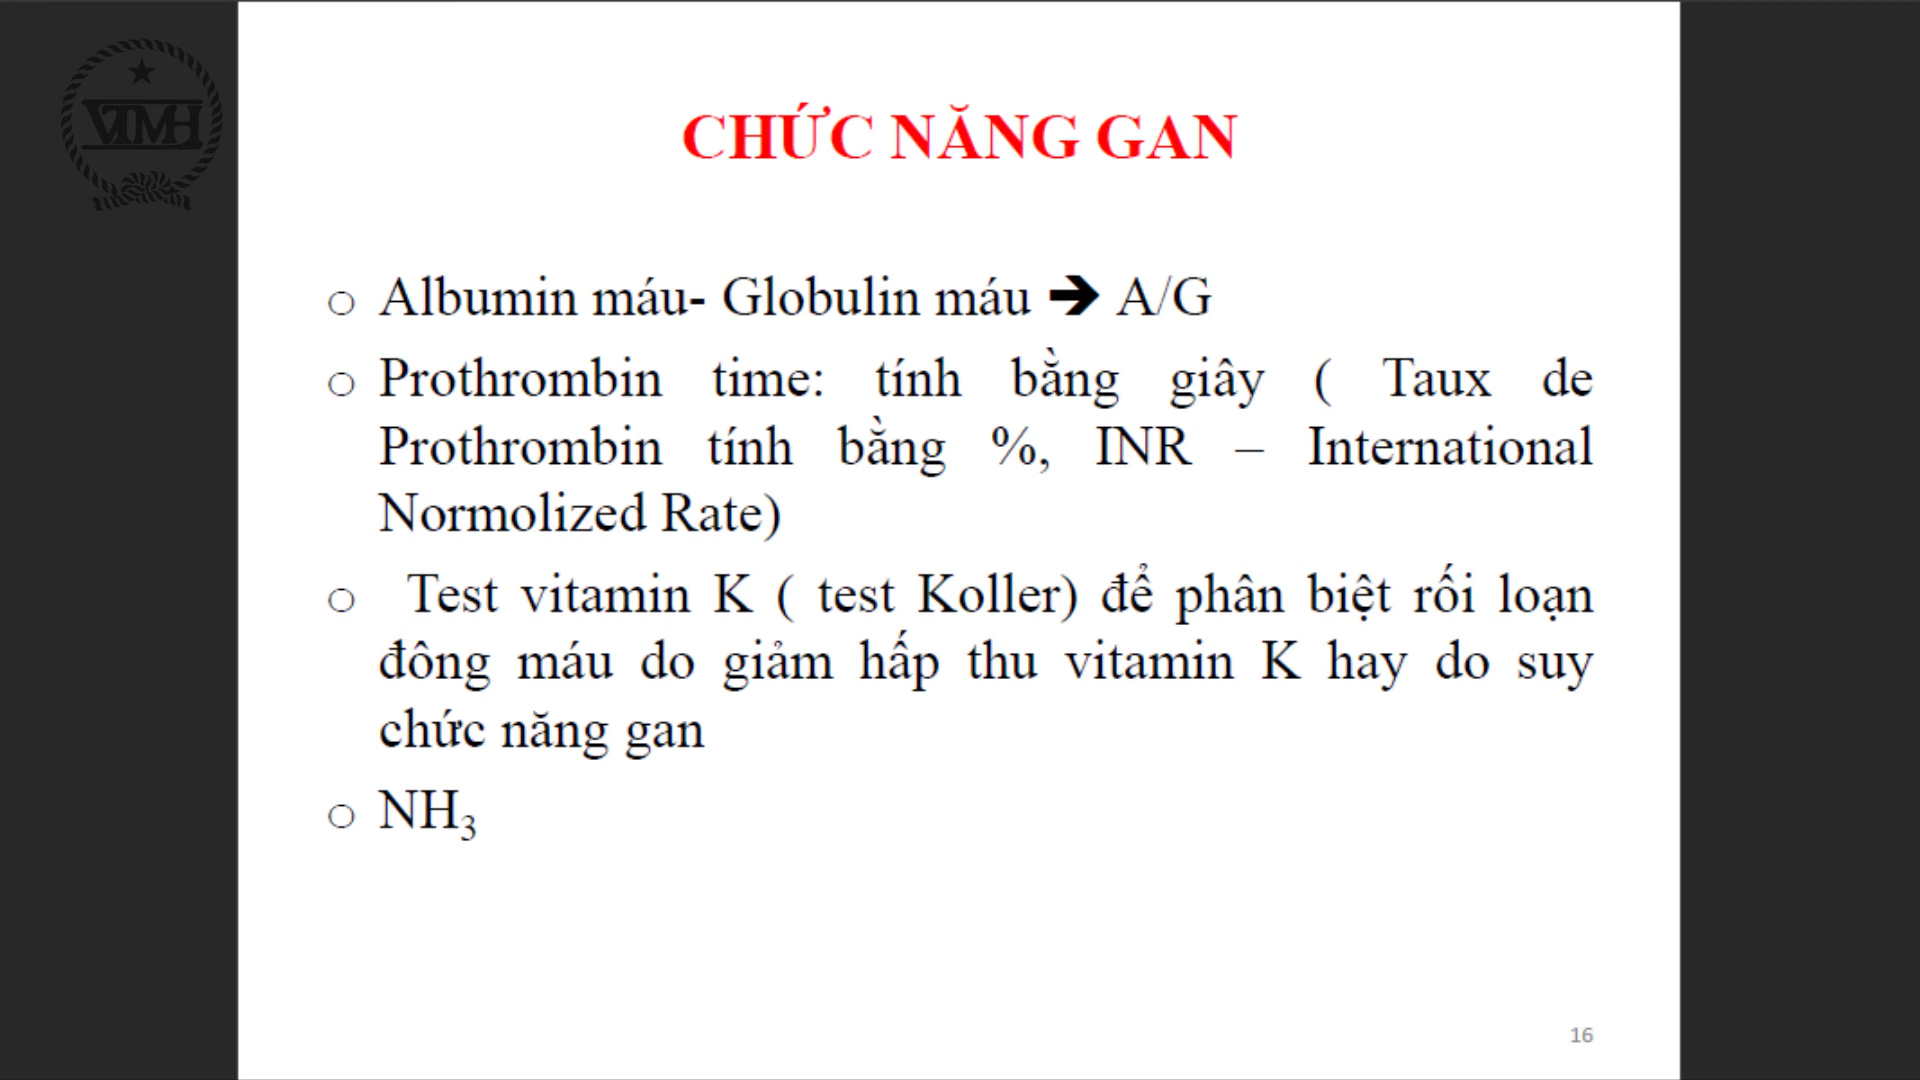 VTMH
CHỨC NĂNG GAN
o Albumin máu- Globulin máu ➔ A/G
o Prothrombin time: tính bằng giây ( Taux de
Prothrombin tính bằng %, INR – International
Normolized Rate)
o Test vitamin K ( test Koller) để phân biệt rối loạn
đông máu do giảm hấp thu vitamin K hay do suy
chức năng gan
o NH₃
16